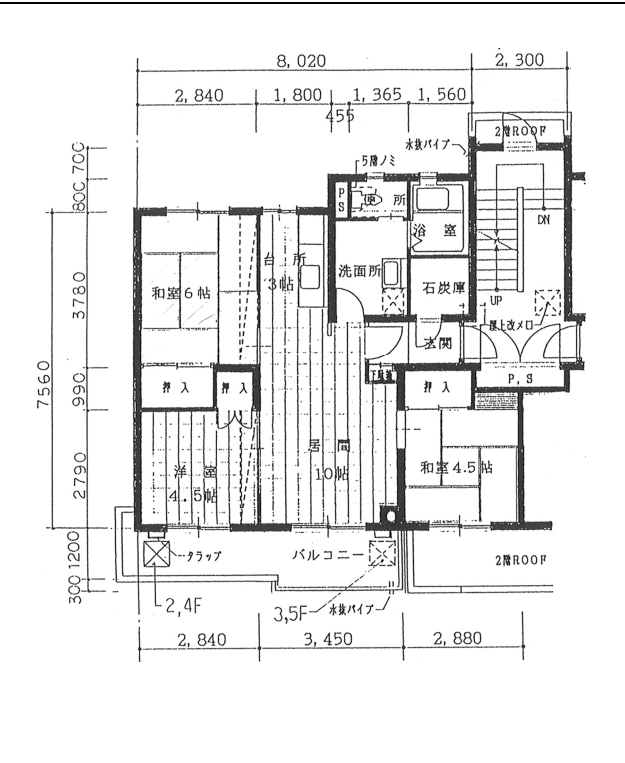 8,020
2,300
2,840
1,800
1,365
1,560
455
2階ROOF
水抜パイプ
5階ノミ
700
800
3780
7560
990
2790
1200
300
PS
便 所
DN
台 所
3帖
浴 室
洗面所
和室6帖
石炭庫
UP
屋上改メ口
玄関
下駄箱
P,S
押 入
押 入
押 入
居 間
10帖
洋 室
4.5帖
和室4.5帖
タラップ
バルコニー
2階ROOF
2,4F
3,5F
水抜パイプ
2,840
3,450
2,880